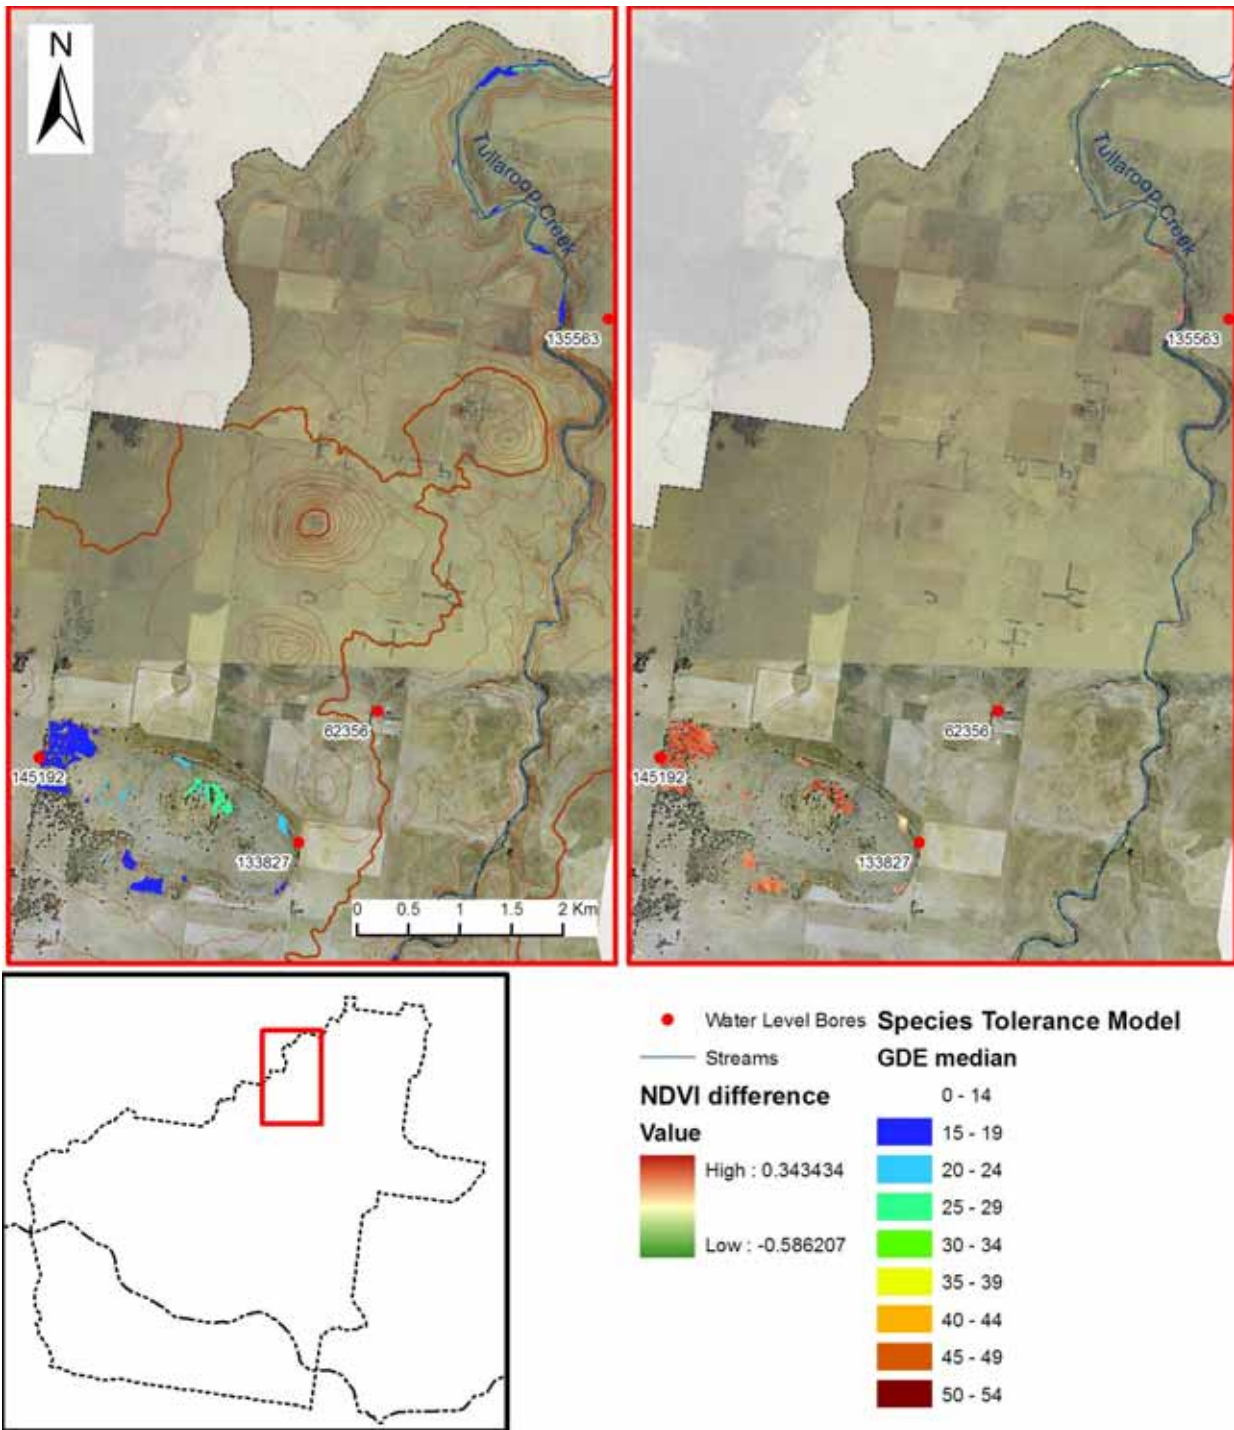 N
Tullaroop Creek
135563
62356
145192
133827
0 0.5 1 1.5 2 Km
Tullaroop Creek
135563
62356
145192
133827
Water Level Bores
Streams
NDVI difference
Value
High : 0.343434
Low : -0.586207
Species Tolerance Model
GDE median
0 - 14
15 - 19
20 - 24
25 - 29
30 - 34
35 - 39
40 - 44
45 - 49
50 - 54